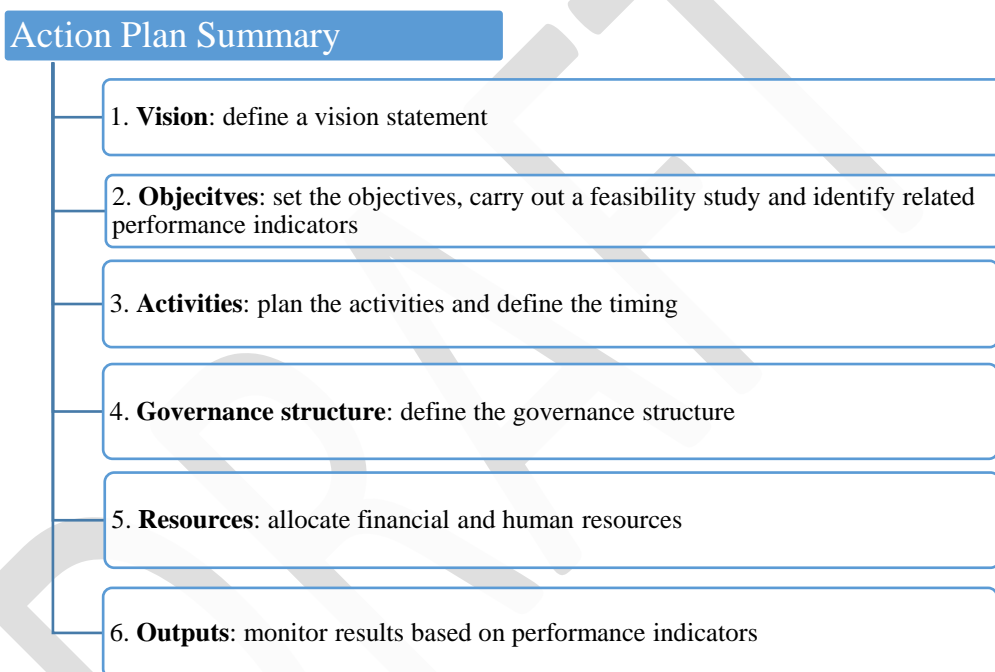 Action Plan Summary
1. Vision: define a vision statement
2. Objecitves: set the objectives, carry out a feasibility study and identify related
performance indicators
3. Activities: plan the activities and define the timing
4. Governance structure: define the governance structure
5. Resources: allocate financial and human resources
6. Outputs: monitor results based on performance indicators
DRAFT